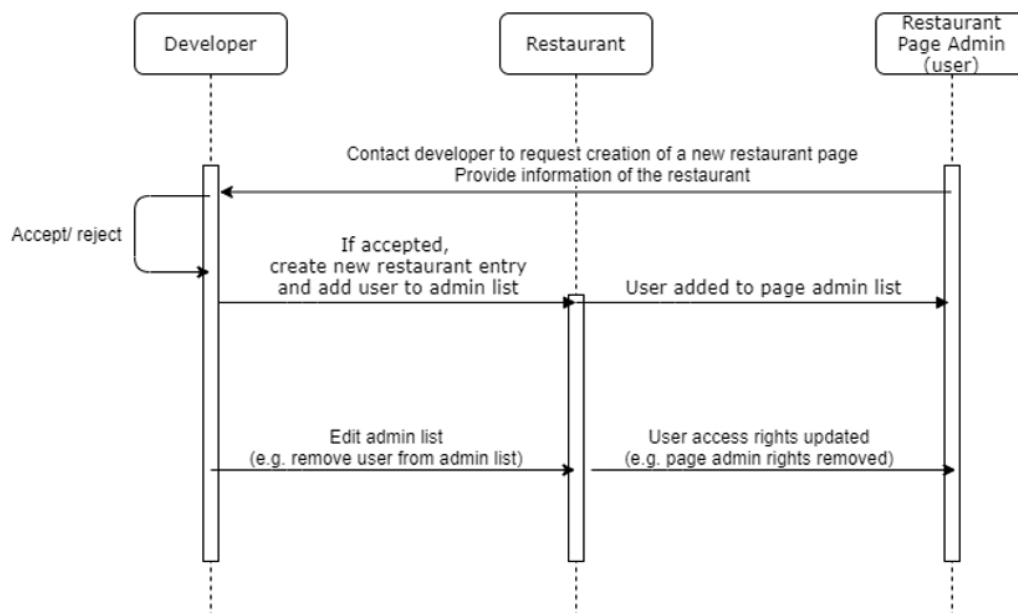 Developer
Restaurant
Restaurant
Page Admin
(user)
Contact developer to request creation of a new restaurant page
Provide information of the restaurant
Accept/ reject
If accepted,
create new restaurant entry
and add user to admin list
User added to page admin list
Edit admin list
(e.g. remove user from admin list)
User access rights updated
(e.g. page admin rights removed)